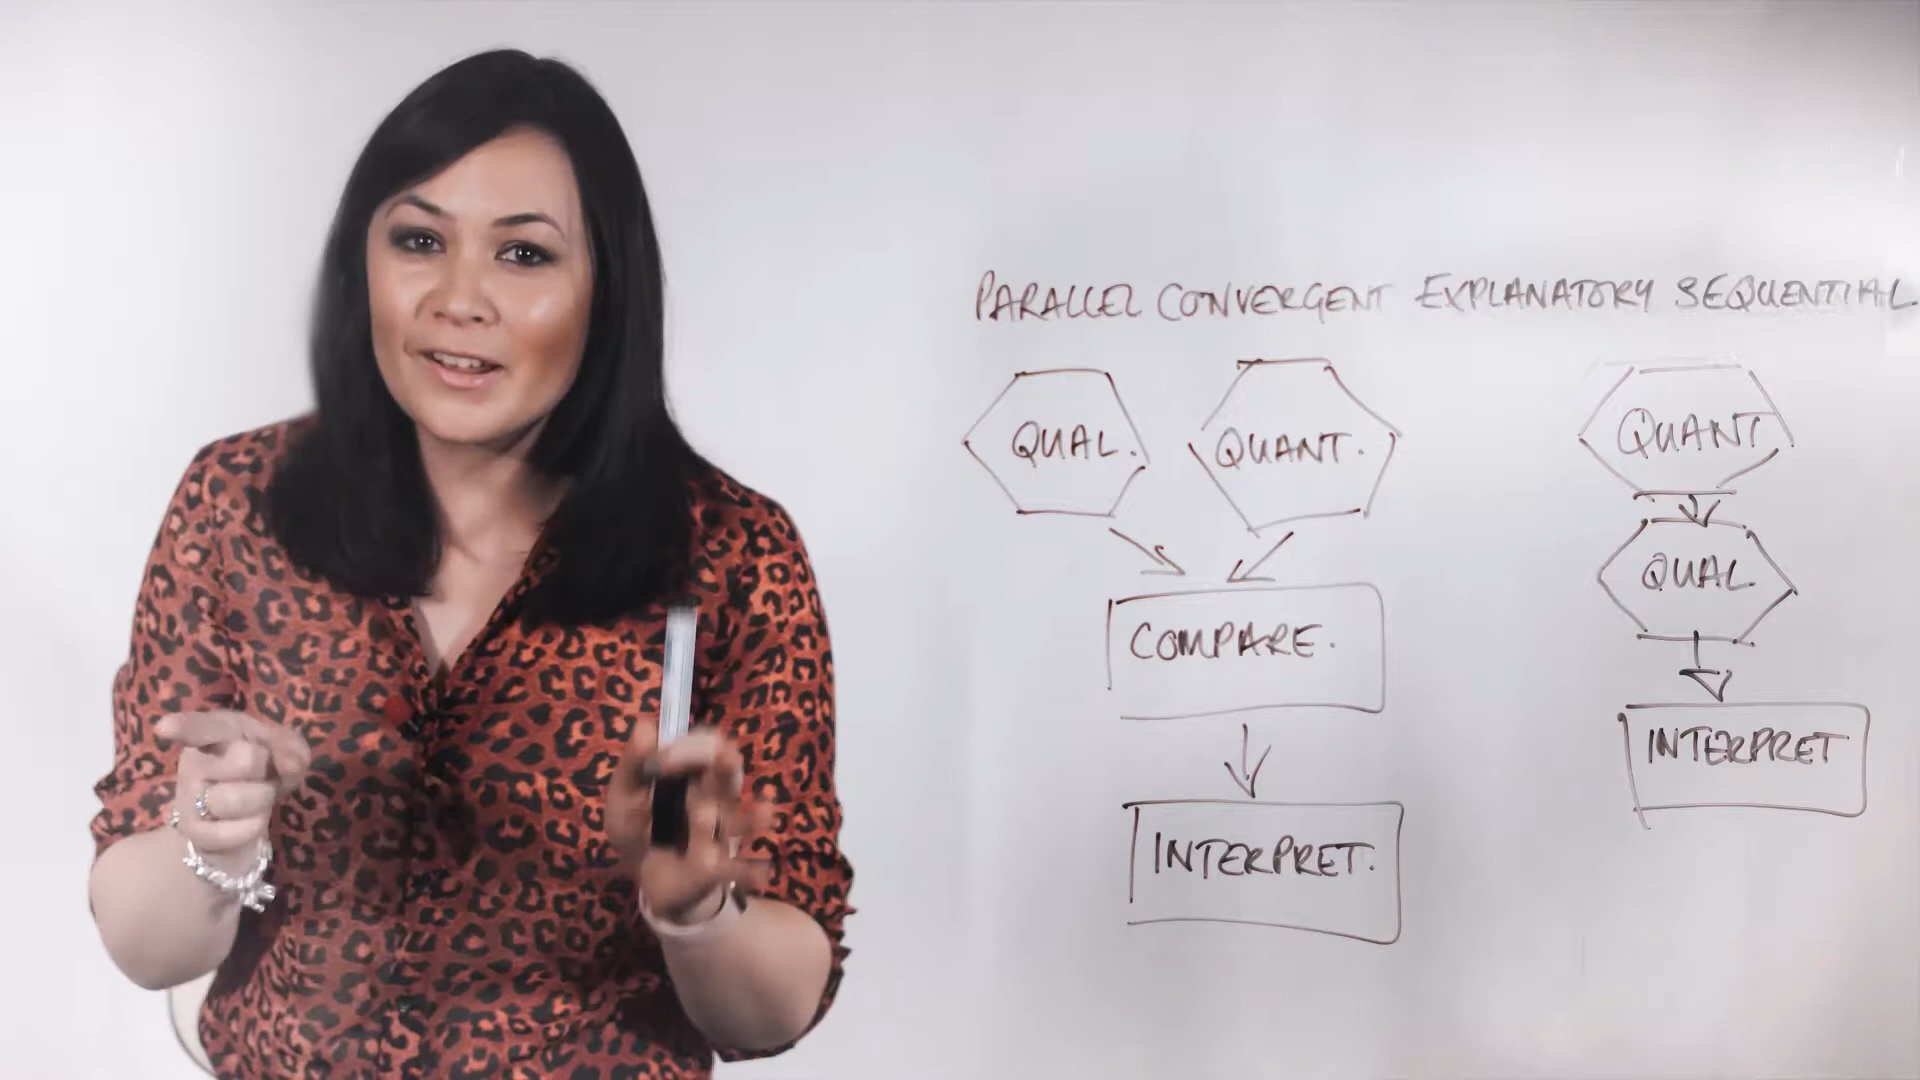 PARALLEL CONVERGENT
QUAL.
QUANT.
COMPARE.
INTERPRET.
EXPLANATORY SEQUENTIAL
QUANT
QUAL
INTERPRET